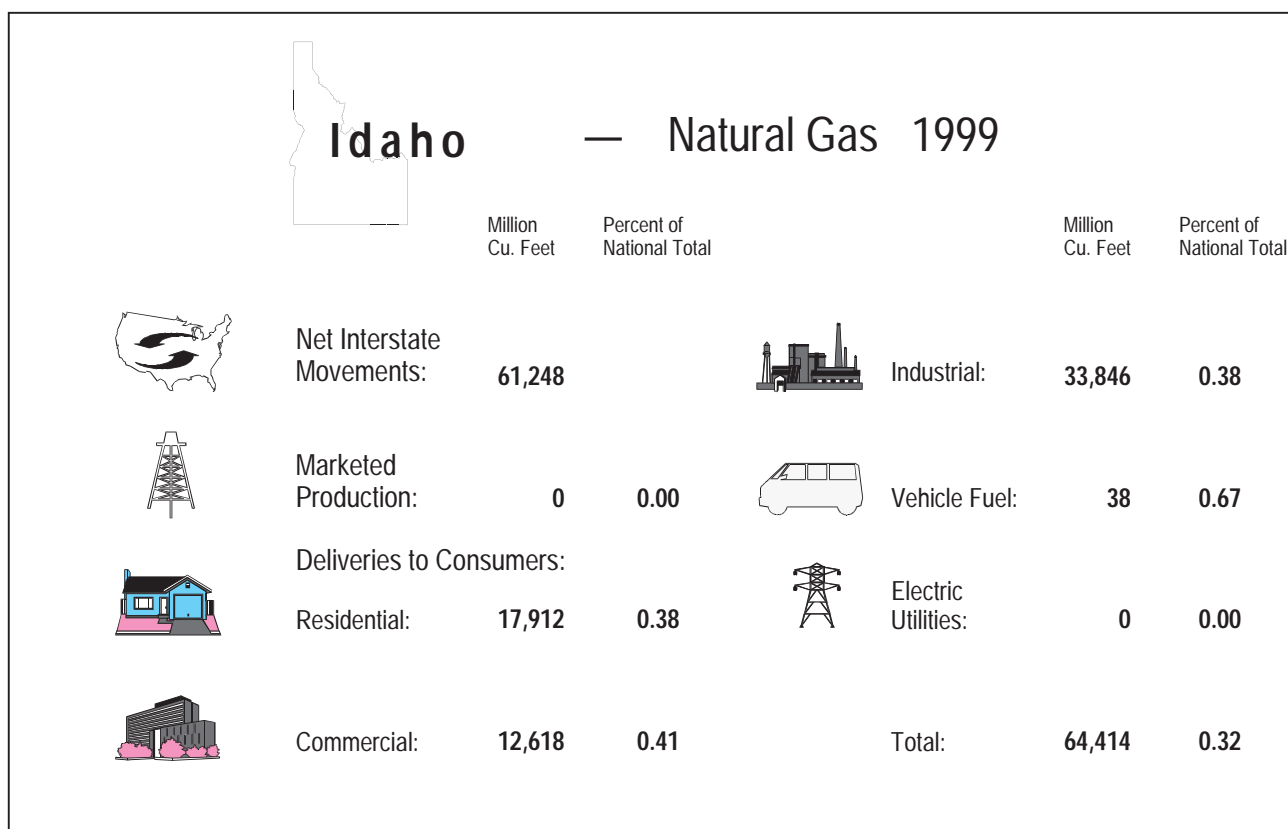 Idaho — Natural Gas 1999
Million Cu. Feet
Percent of National Total
Million Cu. Feet
Percent of National Total
Net Interstate
Movements: 61,248
Marketed
Production: 0 0.00
Deliveries to Consumers:
Residential: 17,912 0.38
Commercial: 12,618 0.41
Industrial: 33,846 0.38
Vehicle Fuel: 38 0.67
Electric
Utilities: 0 0.00
Total: 64,414 0.32